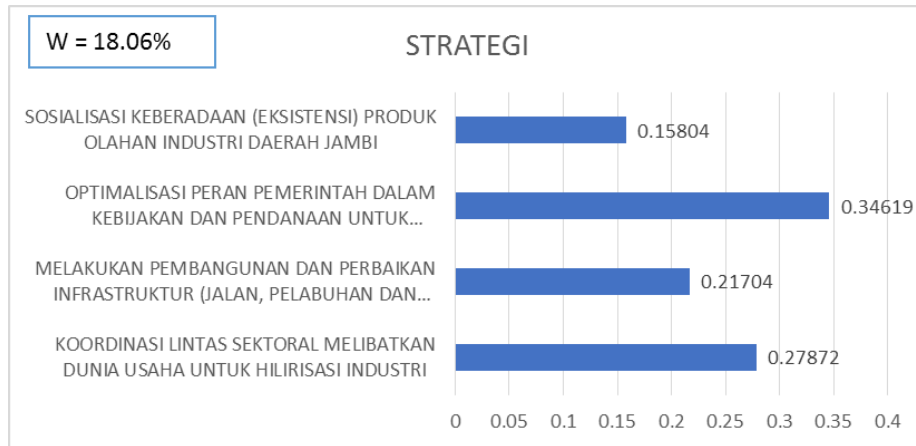 W = 18.06%
STRATEGI
SOSIALISASI KEBERADAAN (EKSISTENSI) PRODUK
OLAHAN INDUSTRI DAERAH JAMBI
0.15804
OPTIMALISASI PERAN PEMERINTAH DALAM
KEBIJAKAN DAN PENDANAAN UNTUK...
0.34619
MELAKUKAN PEMBANGUNAN DAN PERBAIKAN
INFRASTRUKTUR (JALAN, PELABUHAN DAN...
0.21704
KOORDINASI LINTAS SEKTORAL MELIBATKAN
DUNIA USAHA UNTUK HILIRISASI INDUSTRI
0.27872
0 0.05 0.1 0.15 0.2 0.25 0.3 0.35 0.4